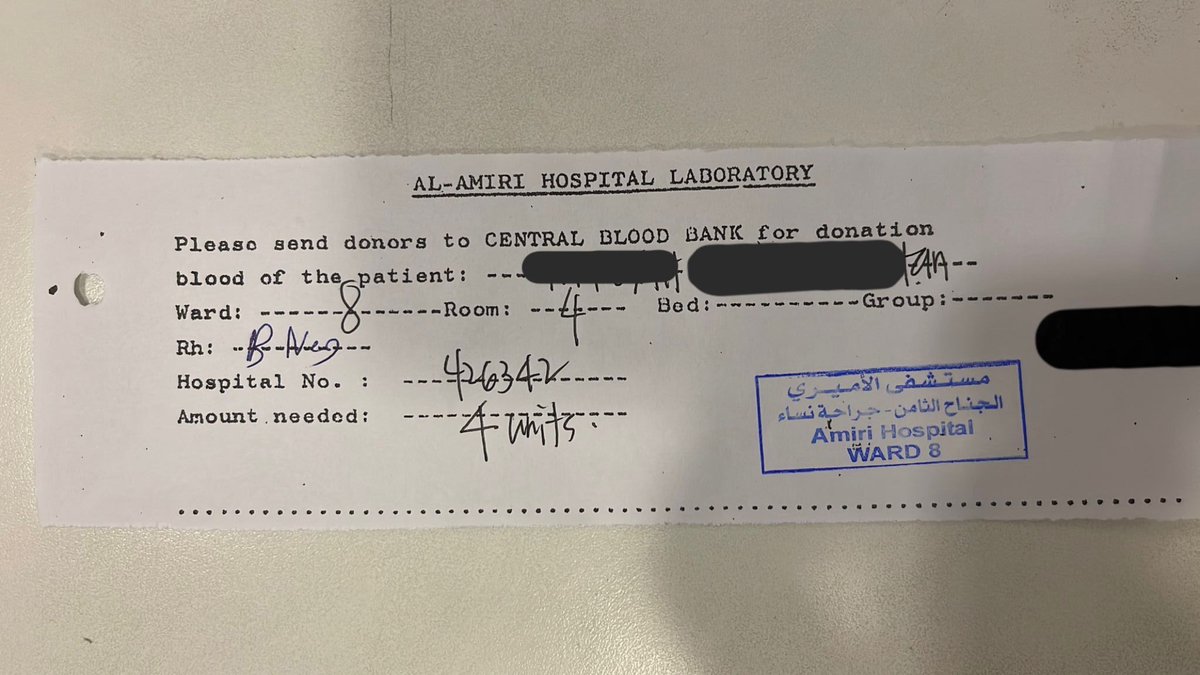 AL-AMIRI HOSPITAL LABORATORY
Please send donors to CENTRAL BLOOD BANK for donation
blood of the patient:
Ward: 8 Room: 4 Bed: Group:
Rh: B-Neg
Hospital No. : 426342
Amount needed: 4 units.
مستشفى الأميري
الجناح الثامن - جراحية نساء
Amiri Hospital
WARD 8